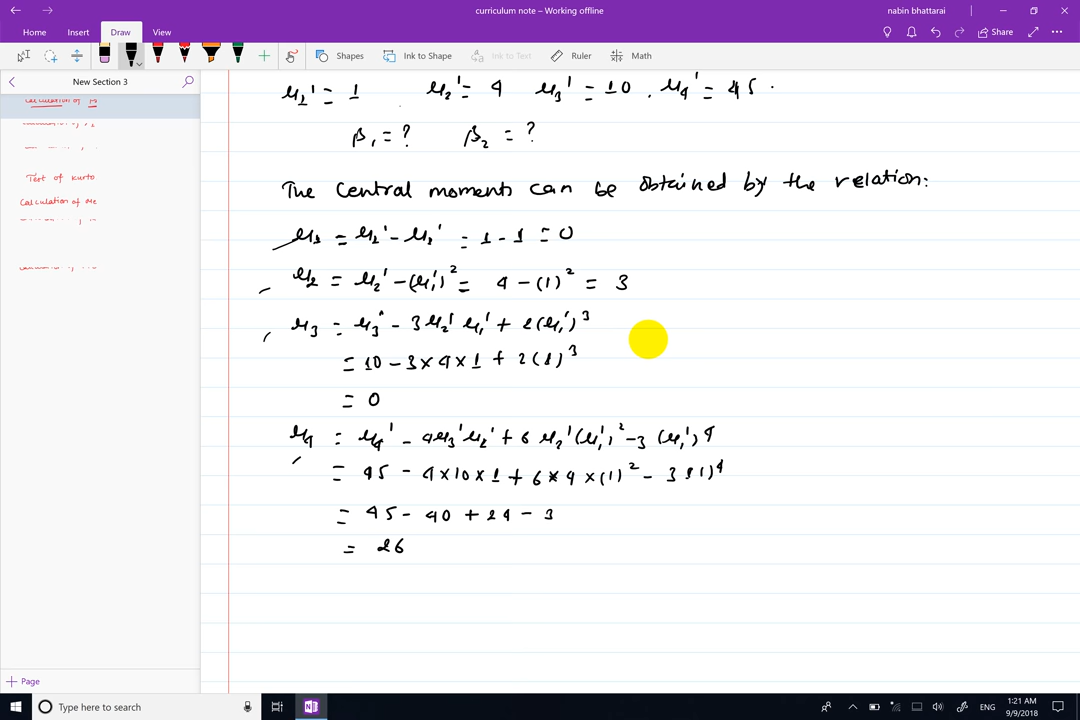 curriculum note – Working offline
nabin bhattarai
Home Insert Draw View
Share
Shapes Ink to Shape Ink to Text Ruler Math
New Section 3
Calculation of
Test of Kurto
Calculation of Me
Page
μ₁' = 1 μ₂' = 4 μ₃' = 10 , μ₄' = 45 .
β₁ = ? β₂ = ?
The Central moments can be obtained by the relation:
μ₁ = μ₁' - μ₁' = 1 - 1 = 0
μ₂ = μ₂' - (μ₁')² = 4 - (1)² = 3
μ₃ = μ₃' - 3μ₂' μ₁' + 2(μ₁')³
= 10 - 3×4×1 + 2(1)³
= 0
μ₄ = μ₄' - 4μ₃'μ₁' + 6 μ₂'(μ₁')² - 3 (μ₁')4
= 45 - 4×10×1 + 6×4×(1)² - 3(1)⁴
= 45 - 40 + 24 - 3
= 26
Type here to search
ENG
1:21 AM
9/9/2018